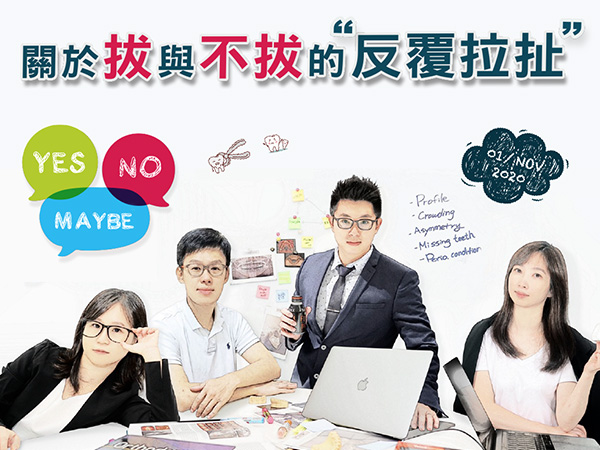 關於拔與不拔的“反覆拉扯”
YES
NO
MAYBE
01/NOV
2020
- Profile
- Crowding
- Asymmetry
- Missing teeth
- Perio. condition